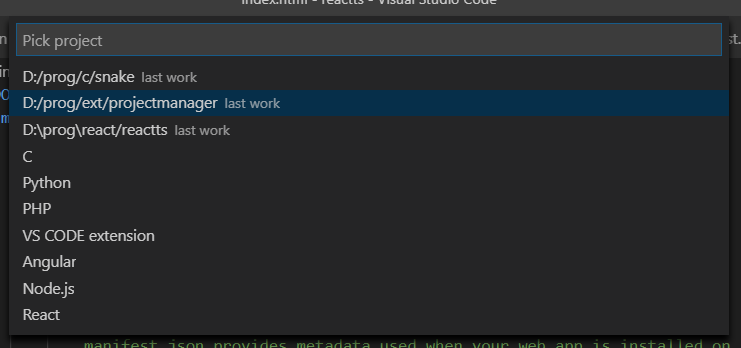 index.html - reactts - Visual Studio Code
Pick project
D:/prog/c/snake last work
D:/prog/ext/projectmanager last work
D:\prog\react/reactts last work
C
Python
PHP
VS CODE extension
Angular
Node.js
React
manifest.json provides metadata used when your web app is installed on